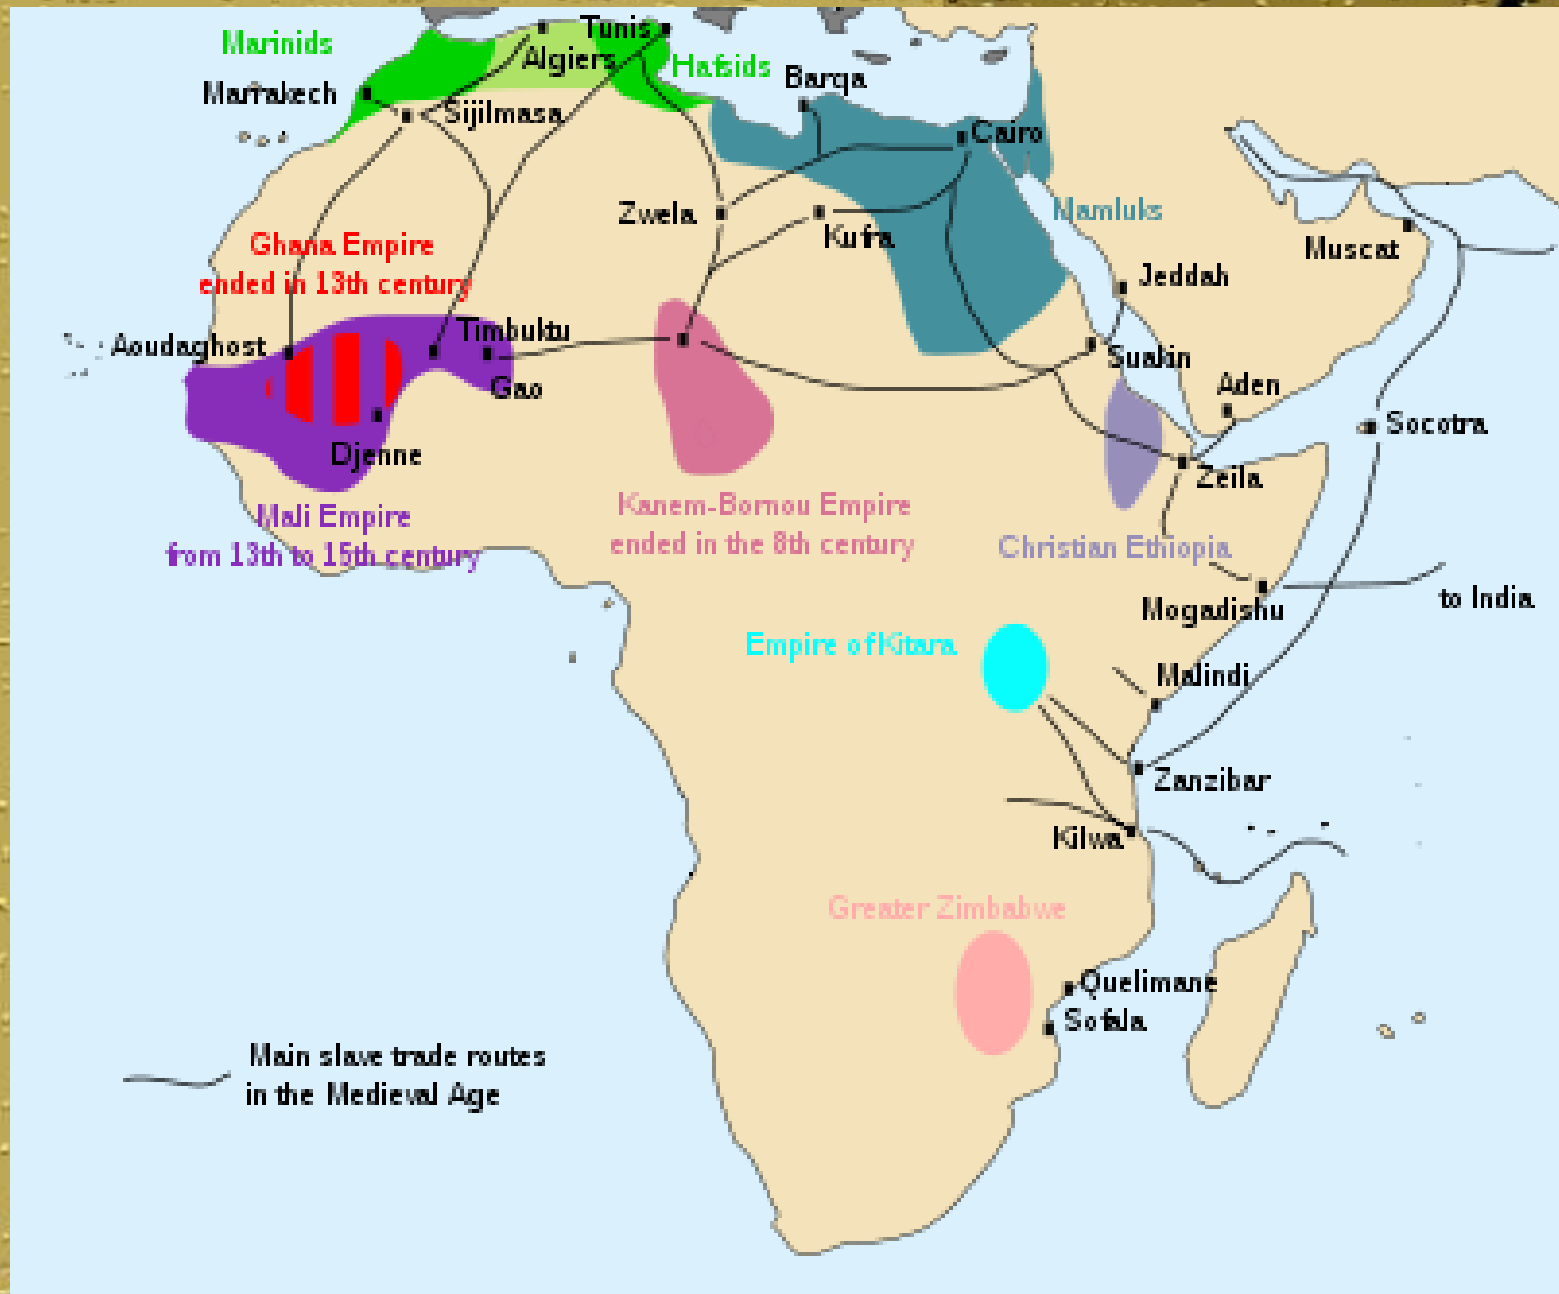 Marinids
Tunis
Algiers
Hafsids
Barqa
Marrakech
Sijilmasa
Cairo
Zwela
Kufra
Mamluks
Muscat
Ghana Empire
ended in 13th century
Jeddah
Aoudaghost
Timbuktu
Suakin
Gao
Aden
Djenne
Socotra
Zeila
Mali Empire
from 13th to 15th century
Kanem-Bornou Empire
ended in the 8th century
Christian Ethiopia
to India
Mogadishu
Empire of Kitara
Malindi
Zanzibar
Kilwa
Greater Zimbabwe
Quelimane
Sofala
Main slave trade routes
in the Medieval Age